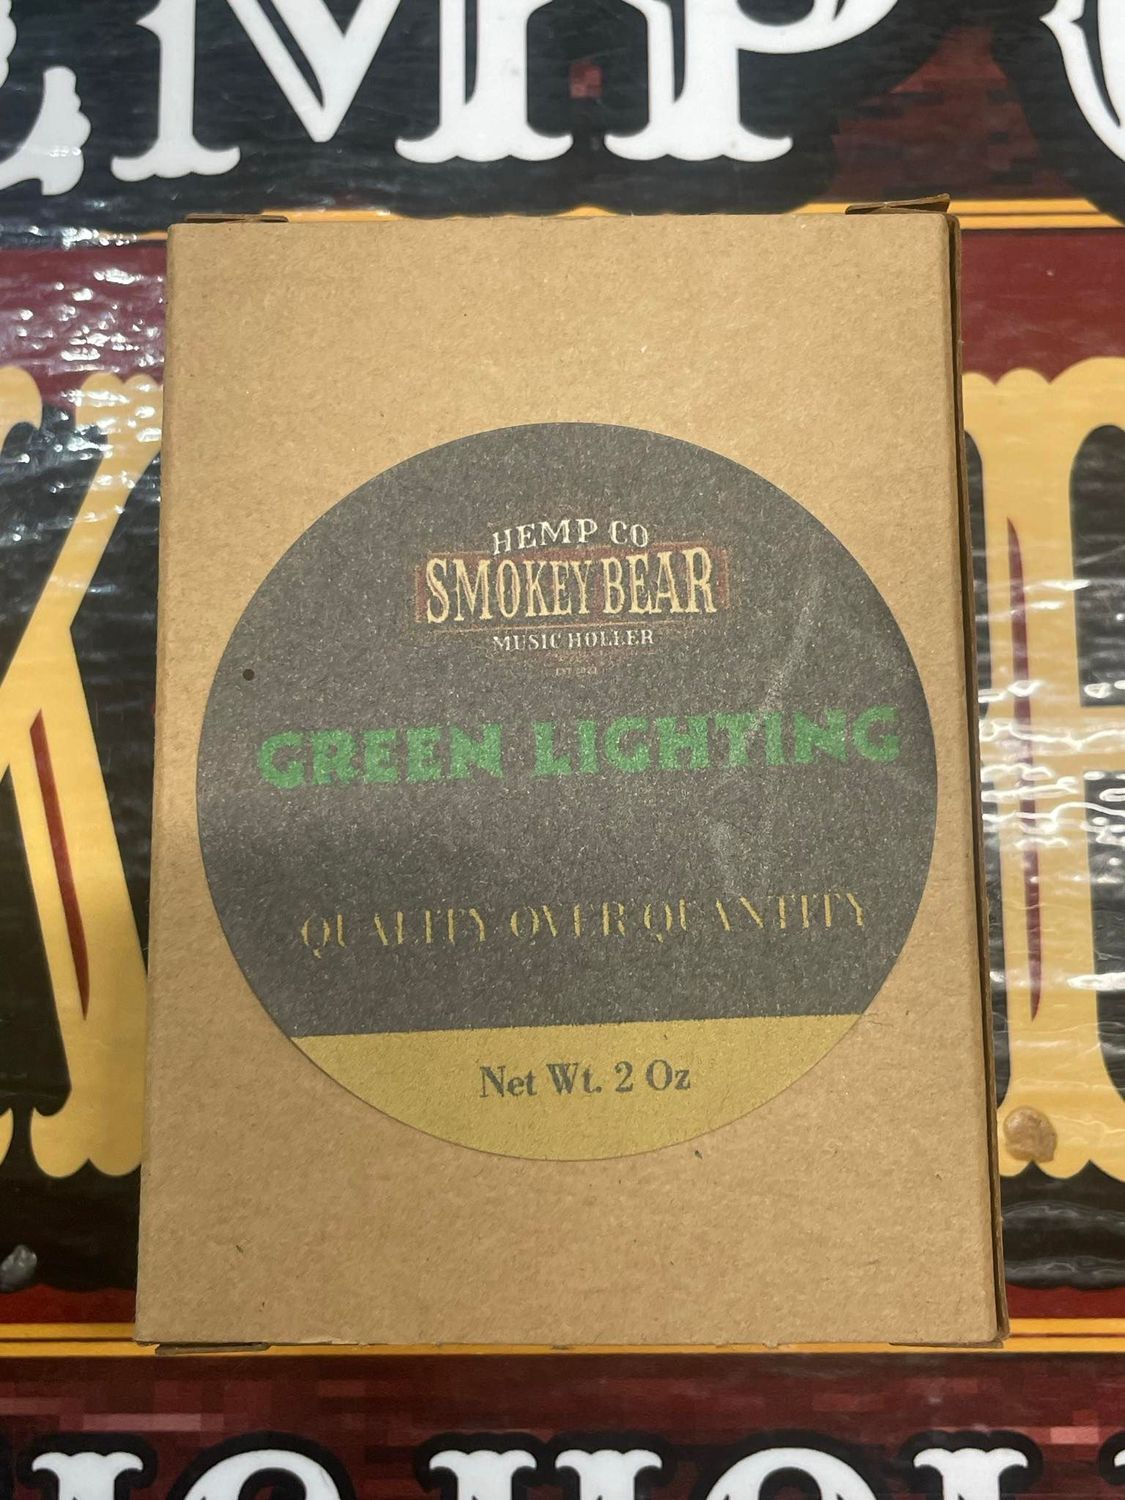 HEMP CO
SMOKEY BEAR
MUSIC HOLLER
GREEN LIGHTING
QUALITY OVER QUANTITY
Net Wt. 2 Oz